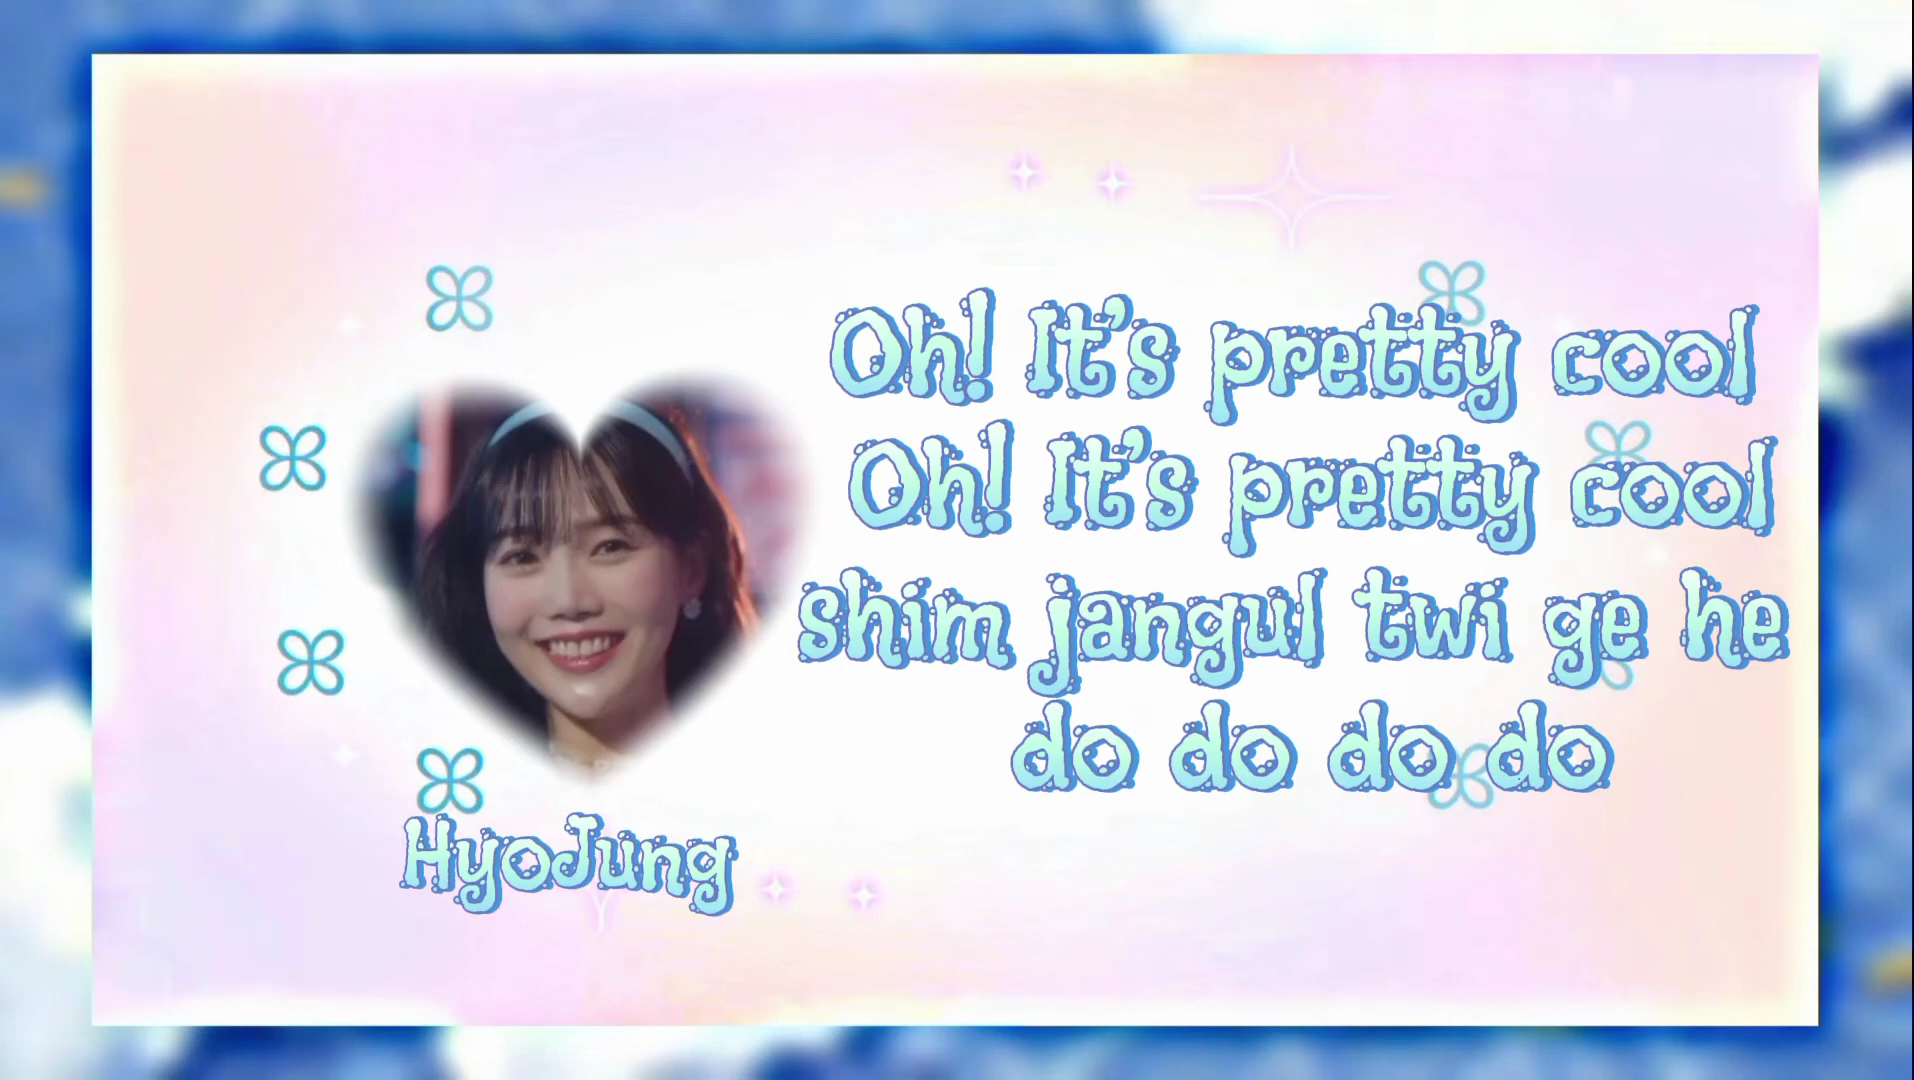 Oh! It's pretty cool
Oh! It's pretty cool
shim jangul twi ge he
do do do do
HyoJung